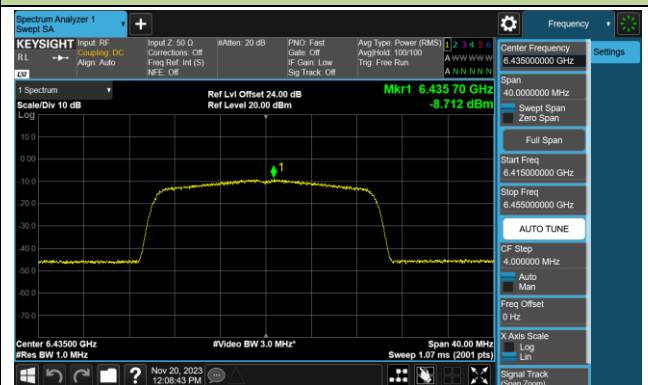 Spectrum Analyzer 1
Swept SA
Frequency
KEYSIGHT
Input: RF
Coupling: DC
Align: Auto
Input Z: 50 Ω
Corrections: Off
Freq Ref: Int (S)
NFE: Off
#Atten: 20 dB
PNO: Fast
Gate: Off
IF Gain: Low
Sig Track: Off
Avg Type: Power (RMS)
Avg|Hold: 100/100
Trig: Free Run
1 2 3 4 5 6
A W W W W W
A N N N N N
RL
LXI
Center Frequency
6.435000000 GHz
Settings
Span
40.0000000 MHz
Swept Span
Zero Span
Full Span
Start Freq
6.415000000 GHz
Stop Freq
6.455000000 GHz
AUTO TUNE
CF Step
4.000000 MHz
Auto
Man
Freq Offset
0 Hz
X Axis Scale
Log
Lin
Signal Track
(Span Zoom)
1 Spectrum
Scale/Div 10 dB
Log
Ref Lvl Offset 24.00 dB
Ref Level 20.00 dBm
Mkr1 6.435 70 GHz
-8.712 dBm
10.0
0.00
-10.0
-20.0
-30.0
-40.0
-50.0
-60.0
-70.0
1
Center 6.43500 GHz
#Res BW 1.0 MHz
#Video BW 3.0 MHz*
Span 40.00 MHz
Sweep 1.07 ms (2001 pts)
Nov 20, 2023
12:08:43 PM